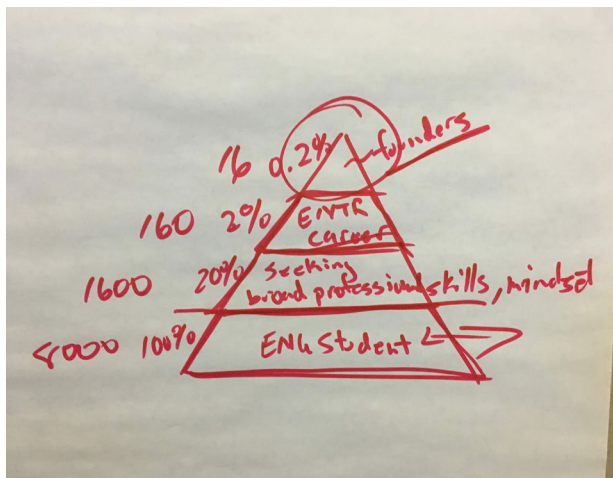 16 0.2% founders
160 2% ENTR
career
1600 20% seeking
broad professional skills, mindset
8000 100% ENG Student